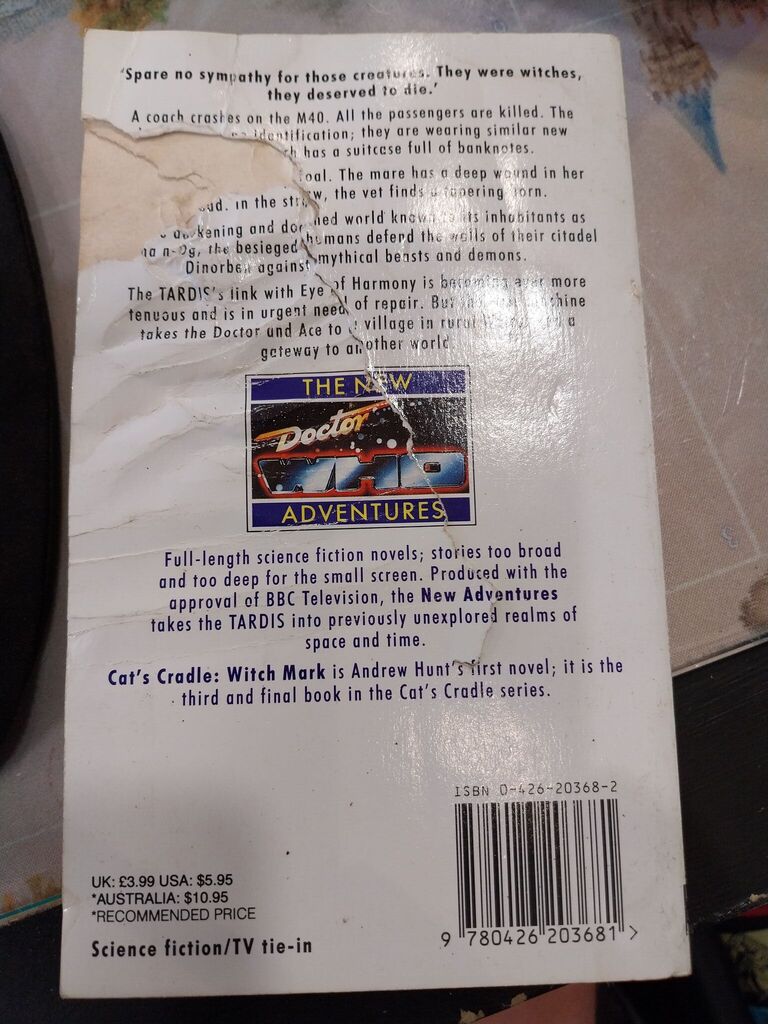 'Spare no sympathy for those creatures. They were witches,
they deserved to die.'
A coach crashes on the M40. All the passengers are killed. The
identification; they are wearing similar new
has a suitcase full of banknotes.
foal. The mare has a deep wound in her
in the the vet finds a tapering horn.
and world known its inhabitants as
the besieged humans defend the walls of their citadel
Dinorben against mythical beasts and demons.
The TARDIS's link with Eye of Harmony is becoming ever more
tenuous and is in urgent need of repair. But
takes the Doctor and Ace to village in rural a
gateway to another world.
THE NEW
Doctor
WHO
ADVENTURES
Full-length science fiction novels; stories too broad
and too deep for the small screen. Produced with the
approval of BBC Television, the New Adventures
takes the TARDIS into previously unexplored realms of
space and time.
Cat's Cradle: Witch Mark is Andrew Hunt's first novel; it is the
third and final book in the Cat's Cradle series.
ISBN 0-426-20368-2
UK: £3.99 USA: $5.95
*AUSTRALIA: $10.95
*RECOMMENDED PRICE
Science fiction/TV tie-in
9 780426 203681 >